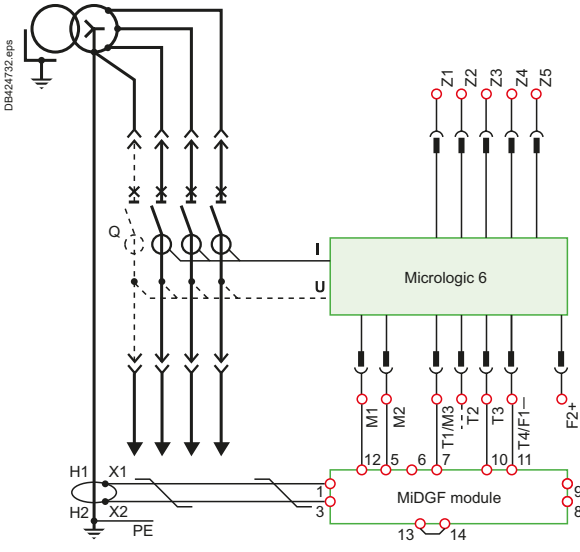 DB424732.eps
Z1
Z2
Z3
Z4
Z5
Q
I
U
Micrologic 6
M1
M2
T1/M3
T2
T3
T4/F1—
F2+
12
5
6
7
10
11
H1
X1
1
MiDGF module
9
H2
X2
3
8
PE
13
14